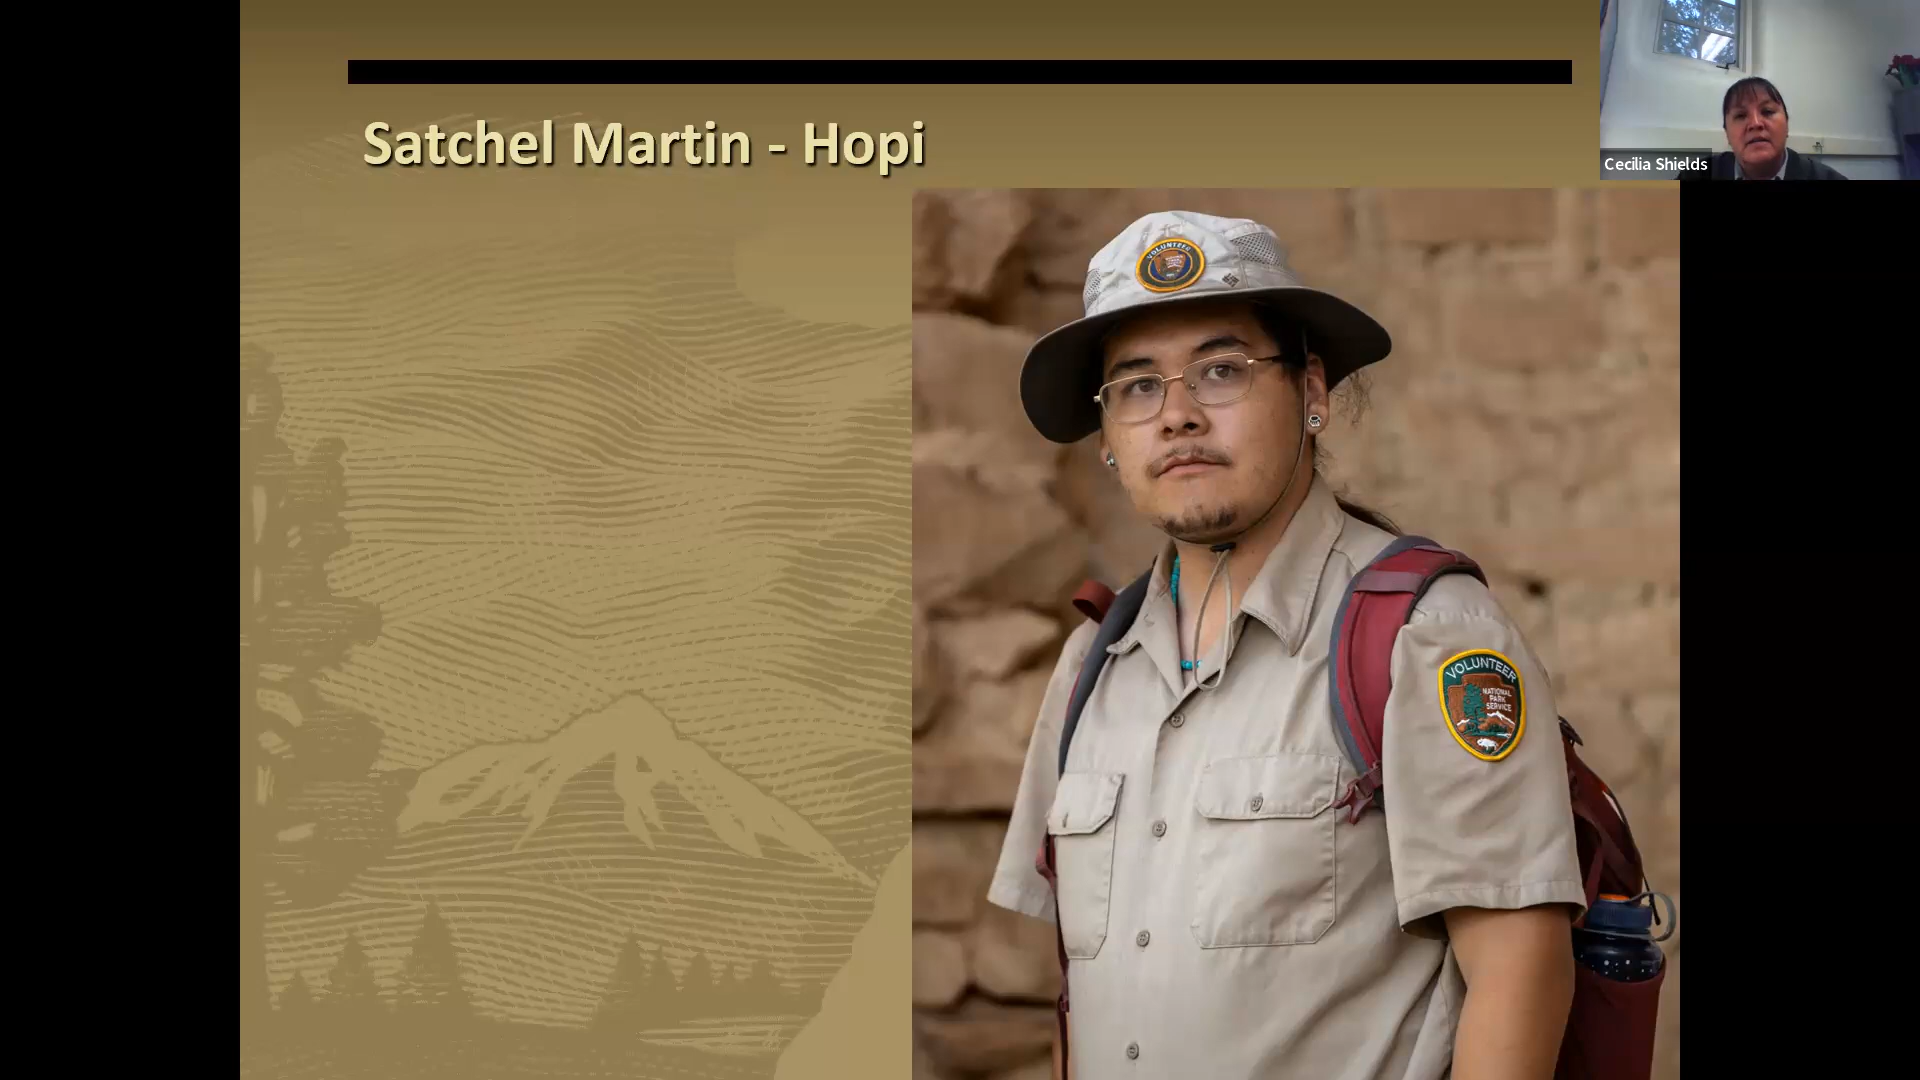 Satchel Martin - Hopi
Cecilia Shields
VOLUNTEER
VOLUNTEER
NATIONAL
PARK
SERVICE